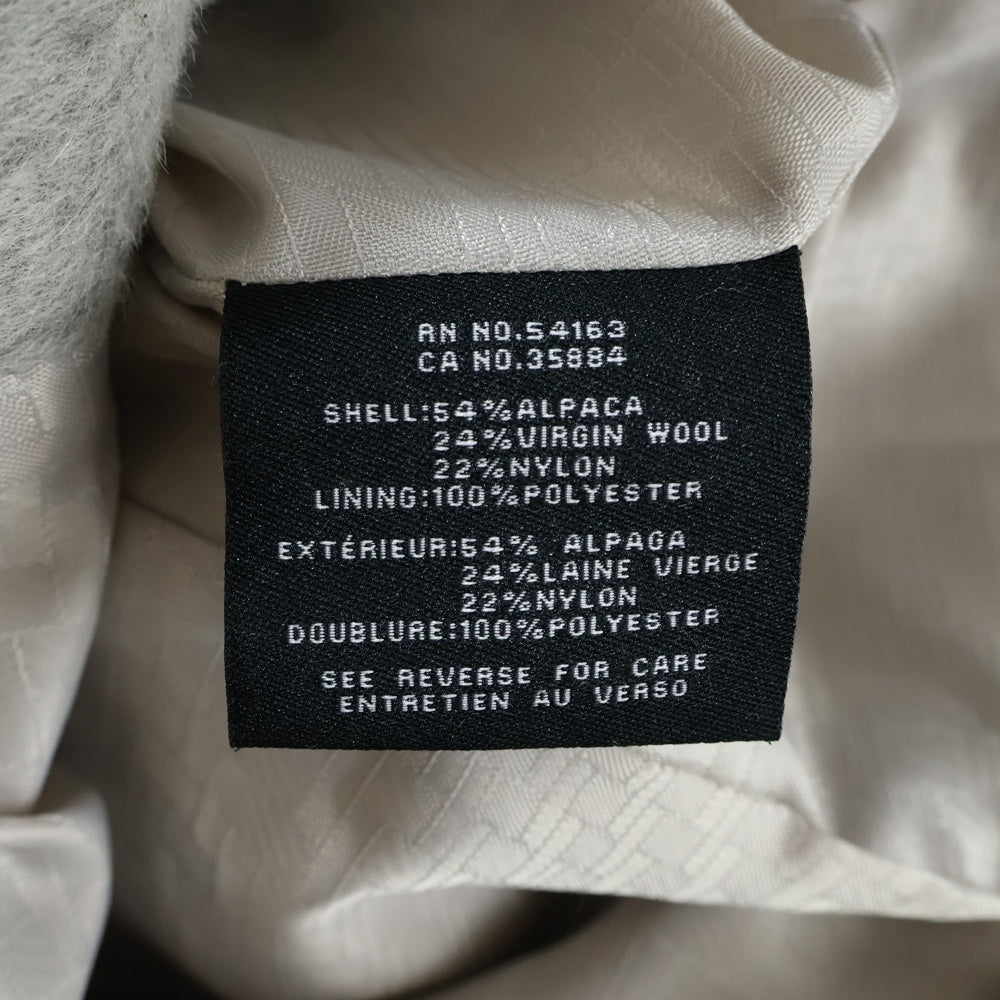 RN NO.54163
CA NO.35884
SHELL:54%ALPACA
24%VIRGIN WOOL
22%NYLON
LINING:100%POLYESTER
EXTÉRIEUR:54% ALPAGA
24%LAINE VIERGE
22%NYLON
DOUBLURE:100%POLYESTER
SEE REVERSE FOR CARE
ENTRETIEN AU VERSO